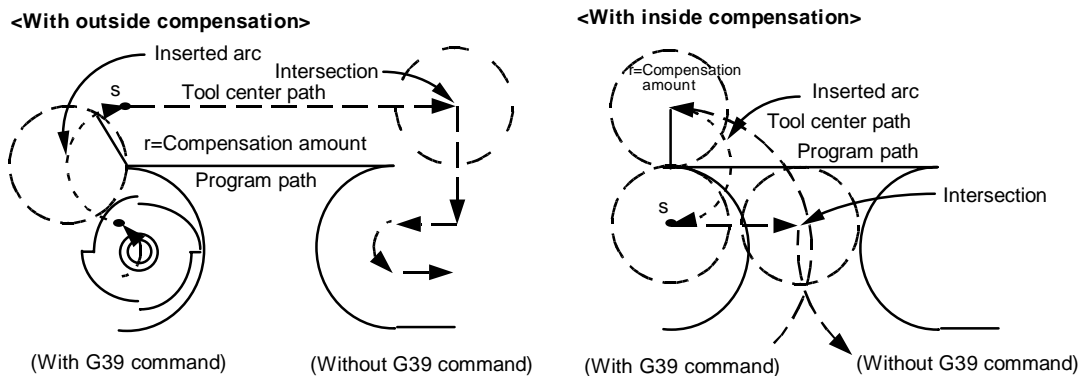 <With outside compensation>
Inserted arc
Intersection
s
Tool center path
r=Compensation amount
Program path
(With G39 command)
(Without G39 command)
<With inside compensation>
r=Compensation
amount
Inserted arc
Tool center path
Program path
s
Intersection
(With G39 command)
(Without G39 command)